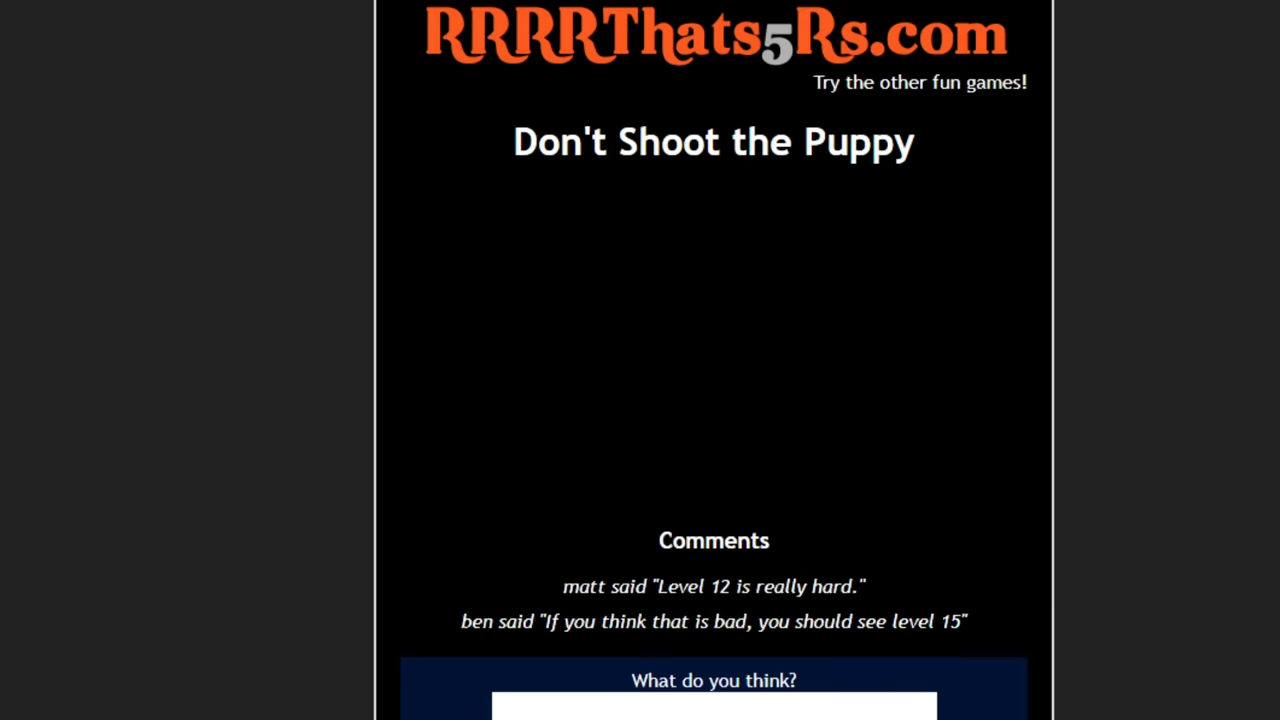 RRRRThats5Rs.com
Try the other fun games!
Don't Shoot the Puppy
Comments
matt said "Level 12 is really hard."
ben said "If you think that is bad, you should see level 15"
What do you think?